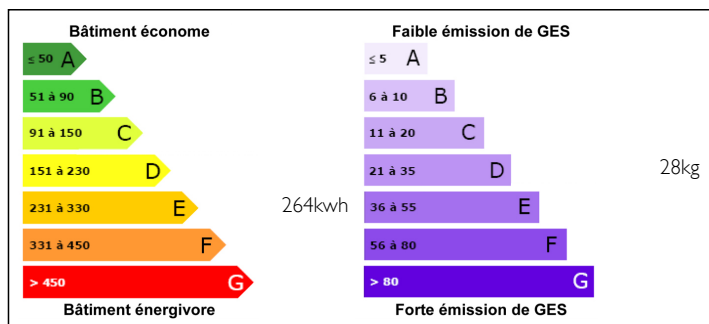 Bâtiment économe
≤ 50 A
51 à 90 B
91 à 150 C
151 à 230 D
231 à 330 E
264kwh
331 à 450 F
> 450 G
Bâtiment énergivore
Faible émission de GES
≤ 5 A
6 à 10 B
11 à 20 C
21 à 35 D
28kg
36 à 55 E
56 à 80 F
> 80 G
Forte émission de GES